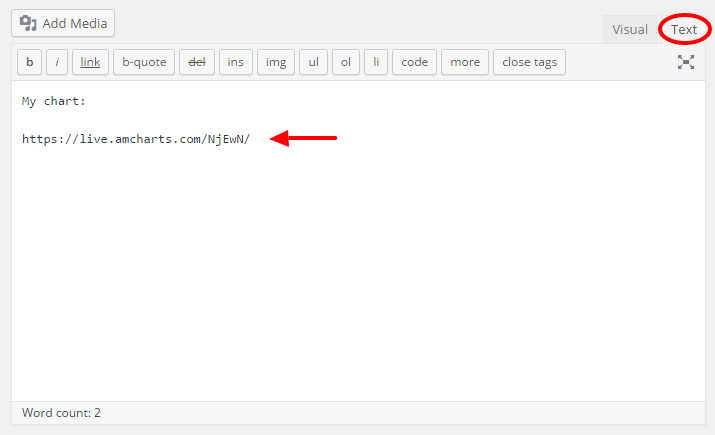 Add Media
Visual Text
b i link b-quote del ins img ul ol li code more close tags
My chart:
https://live.amcharts.com/NjEwN/
Word count: 2